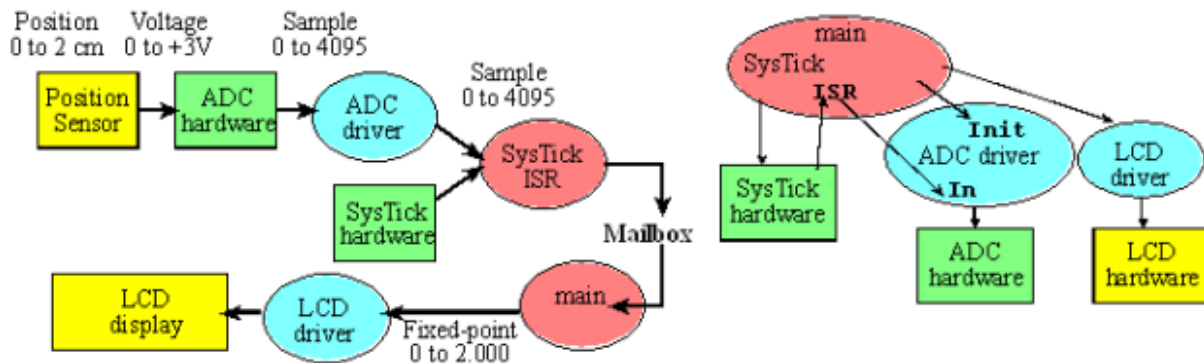 Position
0 to 2 cm
Voltage
0 to +3V
Sample
0 to 4095
Sample
0 to 4095
Position
Sensor
ADC
hardware
ADC
driver
SysTick
ISR
SysTick
hardware
Mailbox
LCD
display
LCD
driver
Fixed-point
0 to 2.000
main
main
SysTick
ISR
Init
ADC driver
In
LCD
driver
SysTick
hardware
ADC
hardware
LCD
hardware